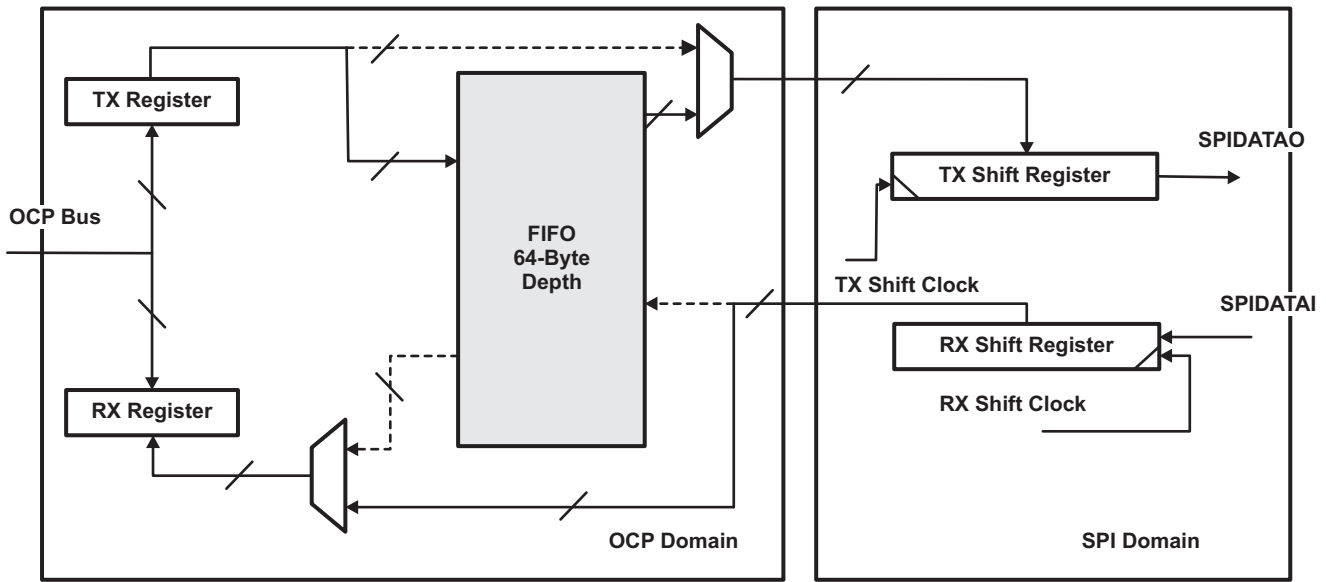 TX Register
SPIDATAO
TX Shift Register
OCP Bus
FIFO
64-Byte
Depth
TX Shift Clock
SPIDATAI
RX Shift Register
RX Register
RX Shift Clock
OCP Domain
SPI Domain